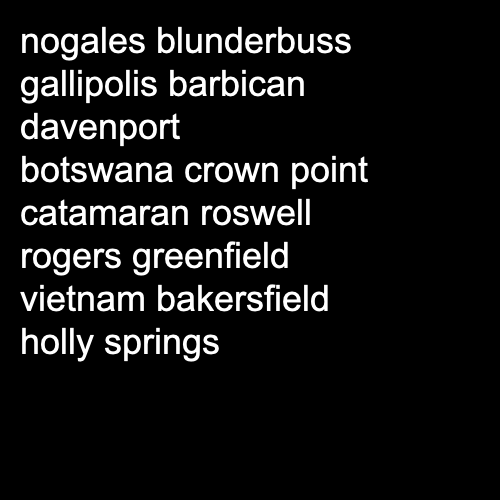 nogales blunderbuss
gallipolis barbican
davenport
botswana crown point
catamaran roswell
rogers greenfield
vietnam bakersfield
holly springs